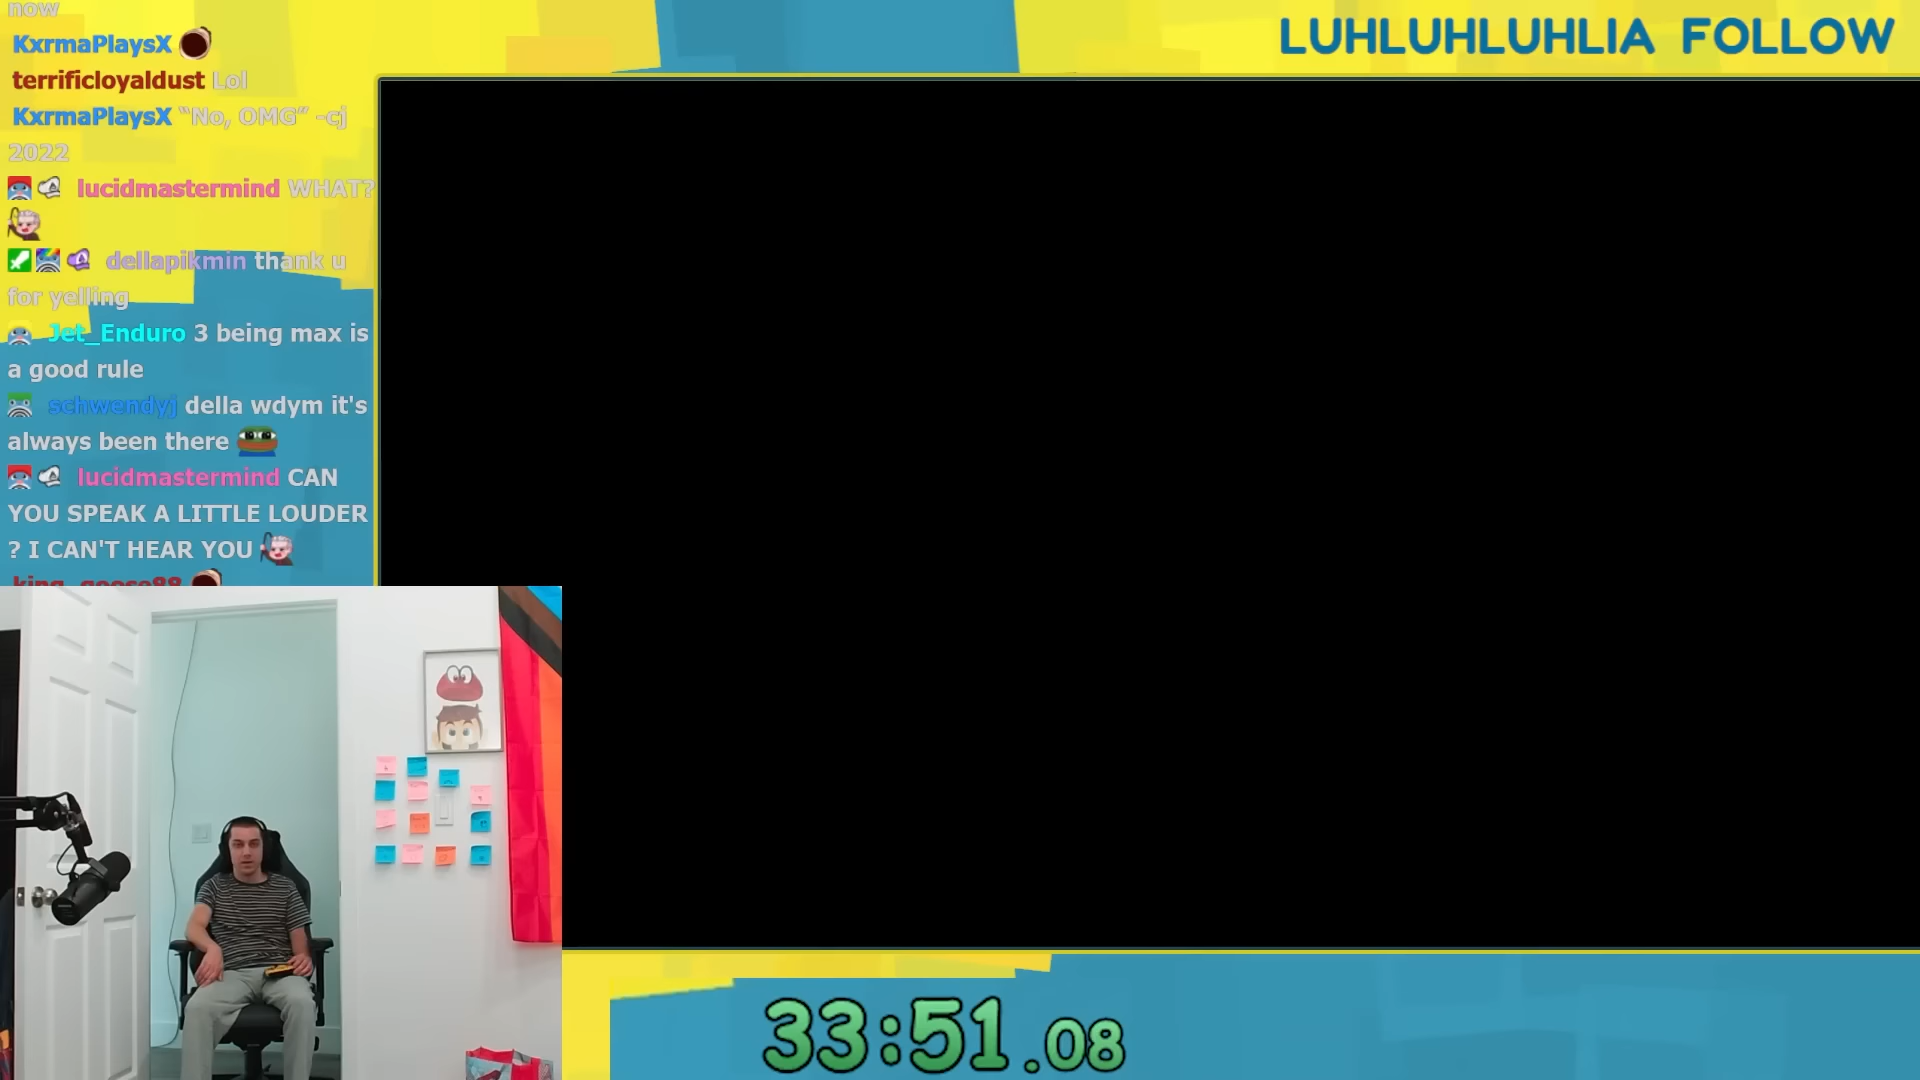 now
LUHLUHLUHLIA FOLLOW
KxrmaPlaysX
terrificloyaldust Lol
KxrmaPlaysX “No, OMG” -cj
2022
lucidmastermind WHAT?
dellapikmin thank u
for yelling
Jet_Enduro 3 being max is
a good rule
schwendyj della wdym it's
always been there
lucidmastermind CAN
YOU SPEAK A LITTLE LOUDER
? I CAN'T HEAR YOU
king_goose88
33:51.08